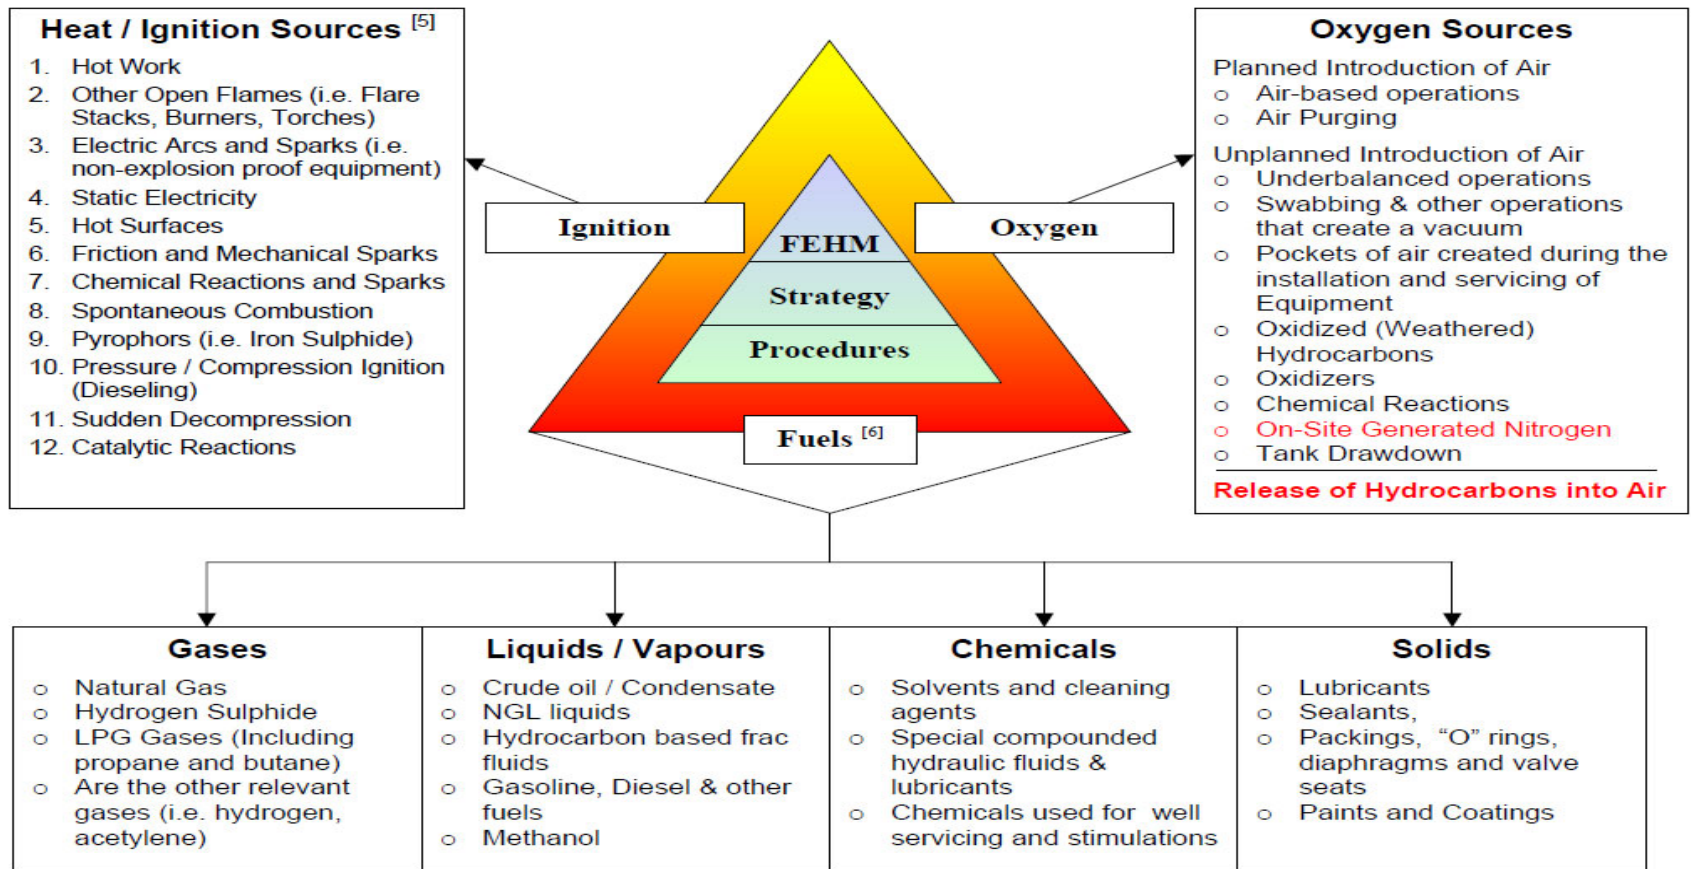 Heat / Ignition Sources [5]
1. Hot Work
2. Other Open Flames (i.e. Flare
Stacks, Burners, Torches)
3. Electric Arcs and Sparks (i.e.
non-explosion proof equipment)
4. Static Electricity
5. Hot Surfaces
6. Friction and Mechanical Sparks
7. Chemical Reactions and Sparks
8. Spontaneous Combustion
9. Pyrophors (i.e. Iron Sulphide)
10. Pressure / Compression Ignition
(Dieseling)
11. Sudden Decompression
12. Catalytic Reactions
Ignition
FEHM
Strategy
Procedures
Oxygen
Fuels [6]
Oxygen Sources
Planned Introduction of Air
o Air-based operations
o Air Purging
Unplanned Introduction of Air
o Underbalanced operations
o Swabbing & other operations
that create a vacuum
o Pockets of air created during the
installation and servicing of
Equipment
o Oxidized (Weathered)
Hydrocarbons
o Oxidizers
o Chemical Reactions
o On-Site Generated Nitrogen
o Tank Drawdown
Release of Hydrocarbons into Air
Gases
o Natural Gas
o Hydrogen Sulphide
o LPG Gases (Including
propane and butane)
o Are the other relevant
gases (i.e. hydrogen,
acetylene)
Liquids / Vapours
o Crude oil / Condensate
o NGL liquids
o Hydrocarbon based frac
fluids
o Gasoline, Diesel & other
fuels
o Methanol
Chemicals
o Solvents and cleaning
agents
o Special compounded
hydraulic fluids &
lubricants
o Chemicals used for well
servicing and stimulations
Solids
o Lubricants
o Sealants,
o Packings, “O” rings,
diaphragms and valve
seats
o Paints and Coatings